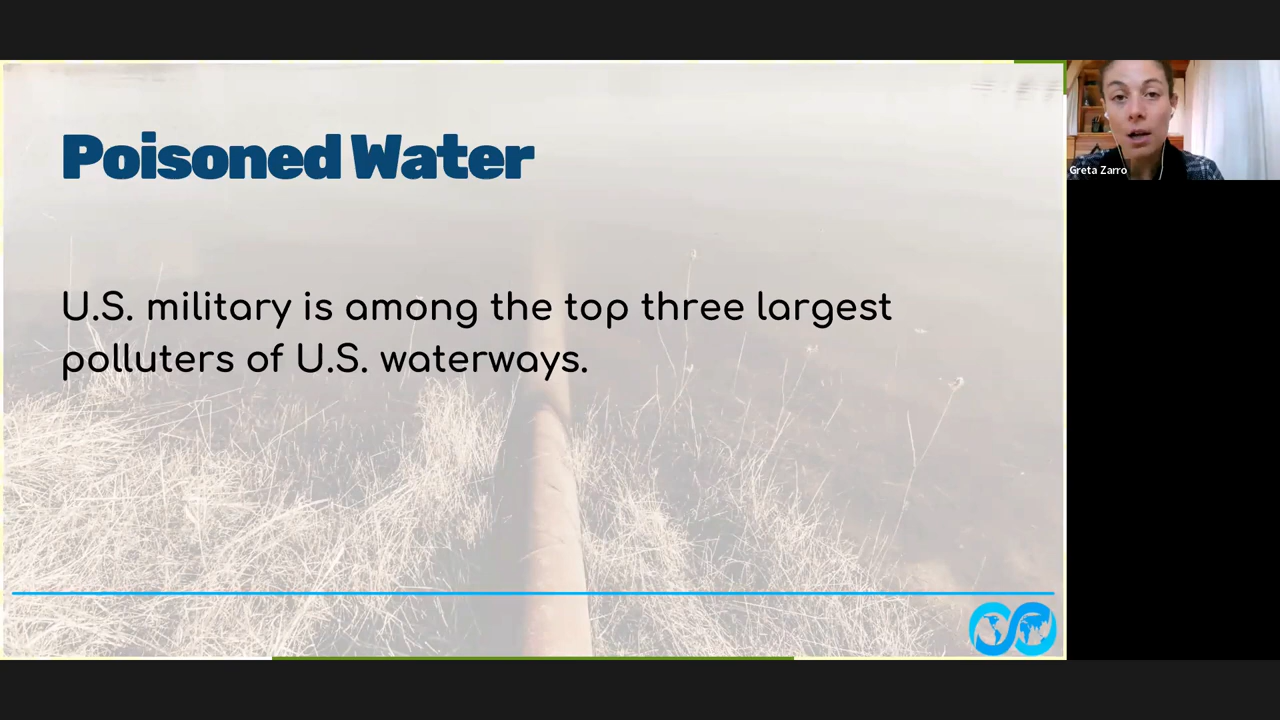 Poisoned Water
U.S. military is among the top three largest
polluters of U.S. waterways.
Greta Zarro